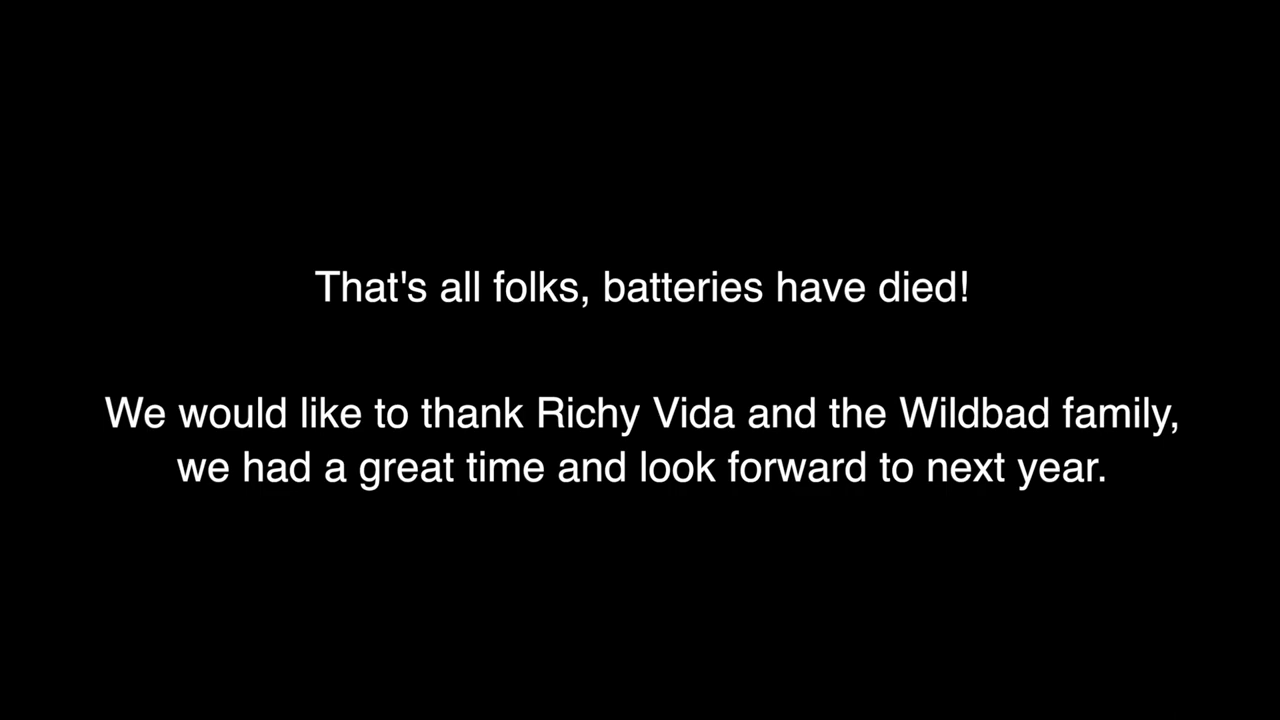 That's all folks, batteries have died!
We would like to thank Richy Vida and the Wildbad family,
we had a great time and look forward to next year.